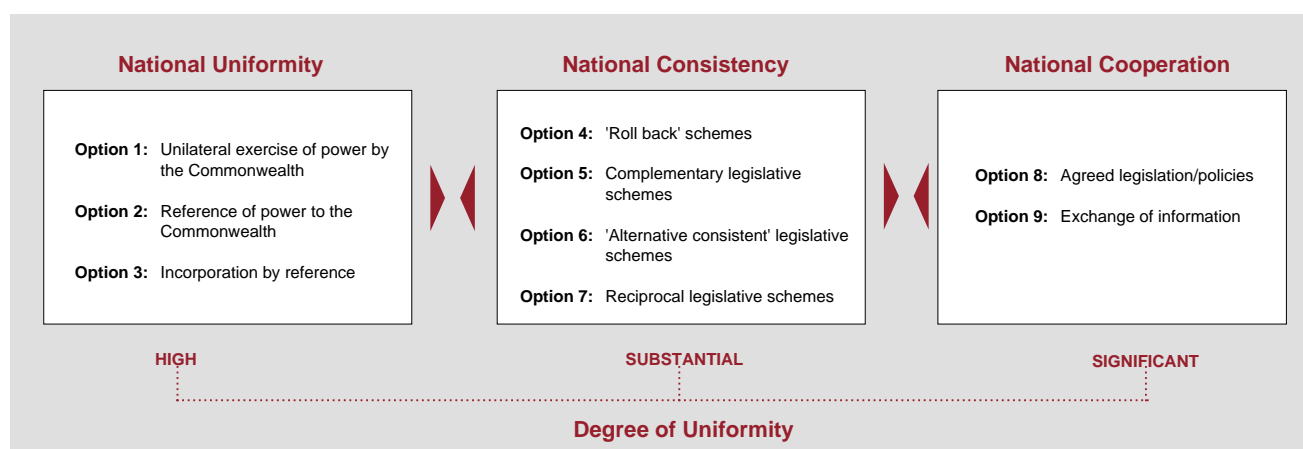 National Uniformity
Option 1: Unilateral exercise of power by
the Commonwealth
Option 2: Reference of power to the
Commonwealth
Option 3: Incorporation by reference
National Consistency
Option 4: 'Roll back' schemes
Option 5: Complementary legislative
schemes
Option 6: 'Alternative consistent' legislative
schemes
Option 7: Reciprocal legislative schemes
National Cooperation
Option 8: Agreed legislation/policies
Option 9: Exchange of information
HIGH
SUBSTANTIAL
SIGNIFICANT
Degree of Uniformity